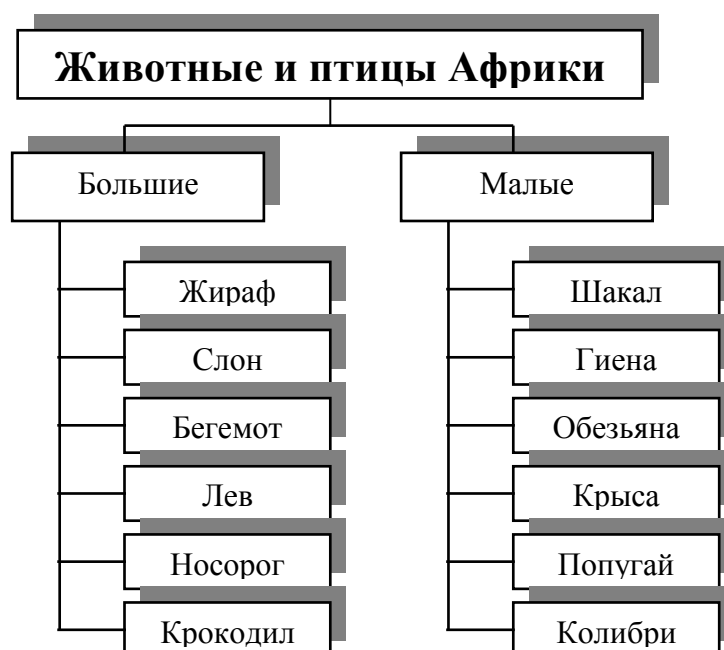 Животные и птицы Африки
Большие
Жираф
Слон
Бегемот
Лев
Носорог
Крокодил
Малые
Шакал
Гиена
Обезьяна
Крыса
Попугай
Колибри